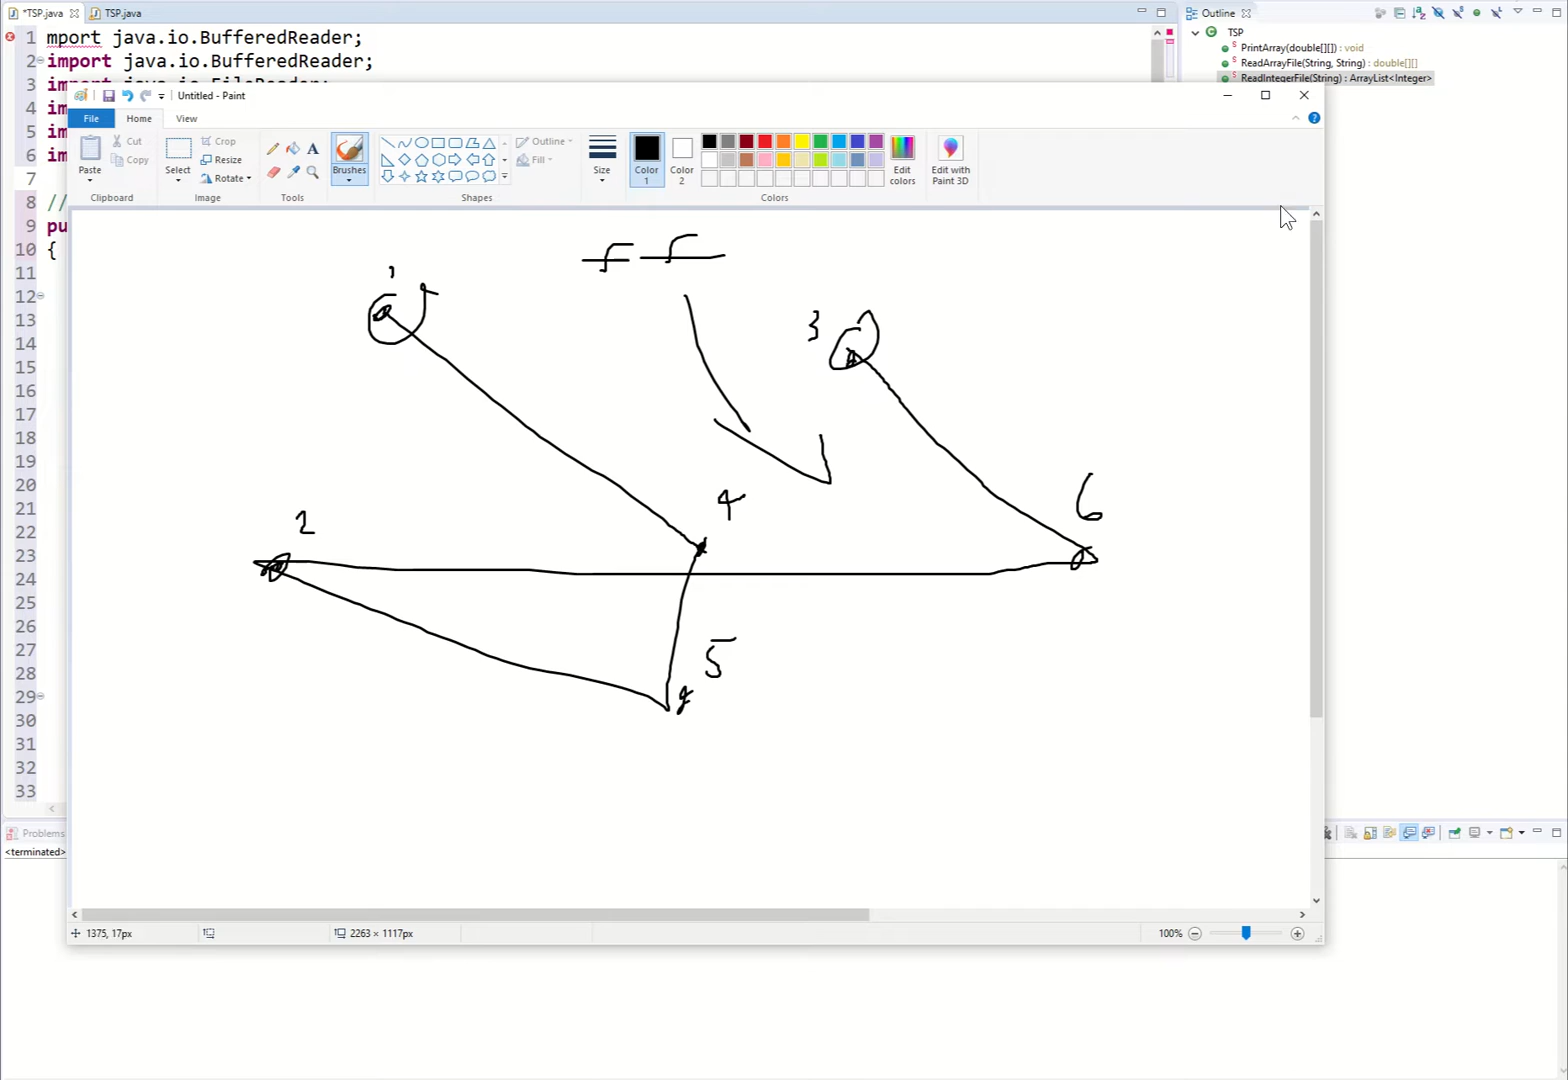 *TSP.java
TSP.java
1 mport java.io.BufferedReader;
2 import java.io.BufferedReader;
3
4 im
5 im
6 im
7
8 //
9 pu
10 {
11
12
13
14
15
16
17
18
19
20
21
22
23
24
25
26
27
28
29
30
31
32
33
Outline
TSP
PrintArray(double[][]) : void
ReadArrayFile(String, String) : double[][]
ReadIntegerFile(String) : ArrayList<Integer>
Untitled - Paint
File
Home
View
Paste
Cut
Copy
Clipboard
Select
Crop
Resize
Rotate
Image
A
Tools
Brushes
Outline
Fill
Shapes
Size
Color 1
Color 2
Edit colors
Edit with Paint 3D
Colors
1
3
4
2
6
5
1375, 17px
2263 × 1117px
100%
Problems
<terminated>